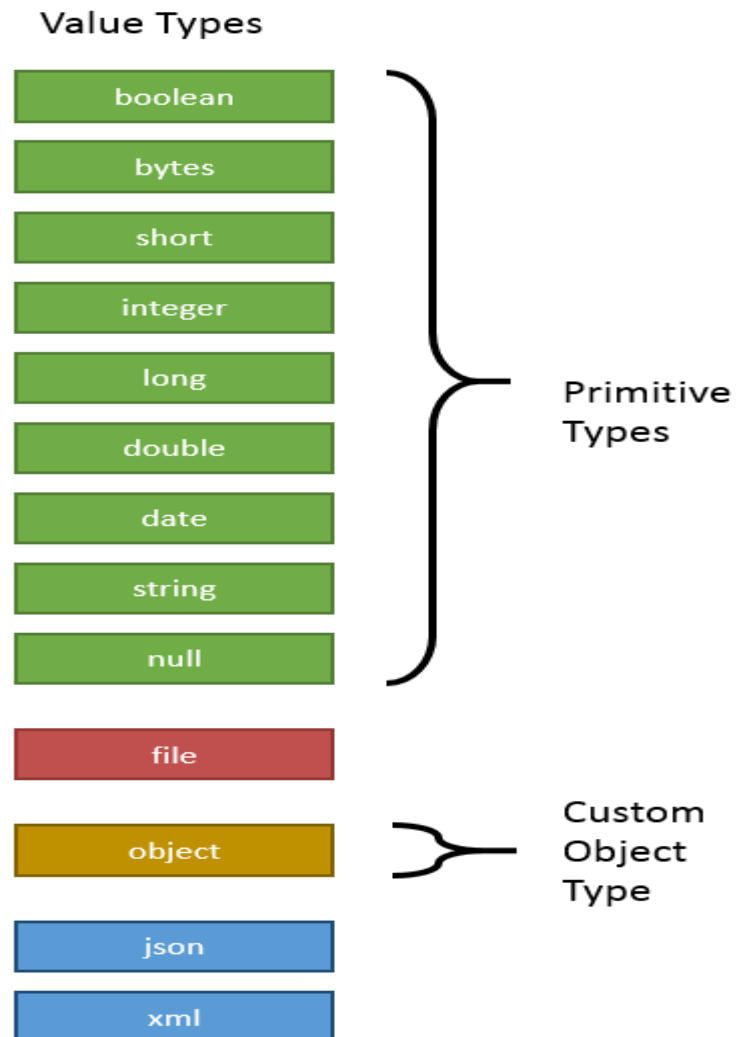 Value Types
boolean
bytes
short
integer
long
double
date
string
null
Primitive
Types
file
object
Custom
Object
Type
json
xml